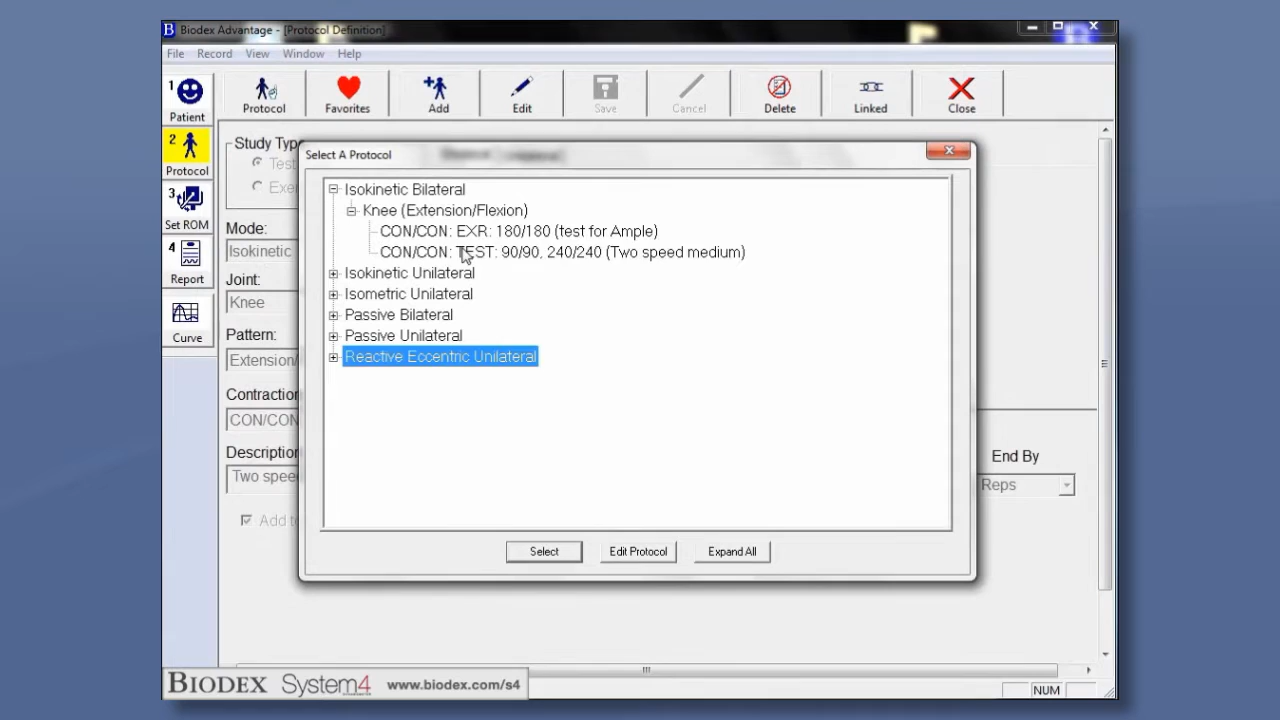 Biodex Advantage - [Protocol Definition]
File Record View Window Help
1 Patient
Protocol Favorites Add Edit Save Cancel Delete Linked Close
2 Protocol
3 Set ROM
4 Report
Curve
Study Typ
Test
Exer
Mode:
Isokinetic
Joint:
Knee
Pattern:
Extension/
Contraction
CON/CON
Description
Two spee
Add to
Select A Protocol
Isokinetic Bilateral
Knee (Extension/Flexion)
CON/CON: EXR: 180/180 (test for Ample)
CON/CON: TEST: 90/90, 240/240 (Two speed medium)
Isokinetic Unilateral
Isometric Unilateral
Passive Bilateral
Passive Unilateral
Reactive Eccentric Unilateral
Select Edit Protocol Expand All
End By
Reps
BIODEX System4 www.biodex.com/s4
NUM